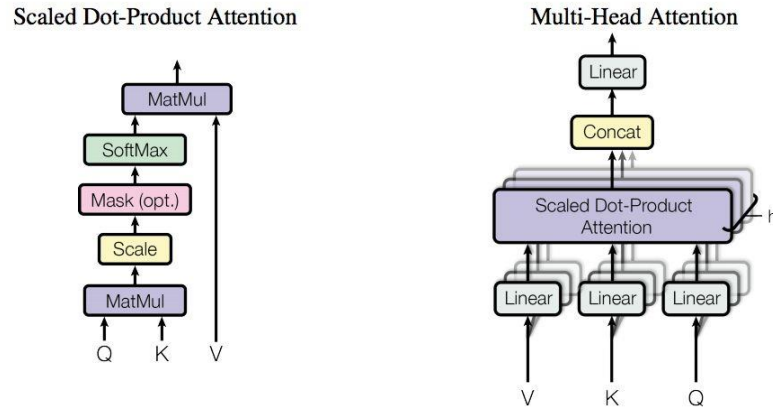 Scaled Dot-Product Attention
MatMul
SoftMax
Mask (opt.)
Scale
MatMul
Q K V
Multi-Head Attention
Linear
Concat
Scaled Dot-Product
Attention
h
Linear Linear Linear
V K Q